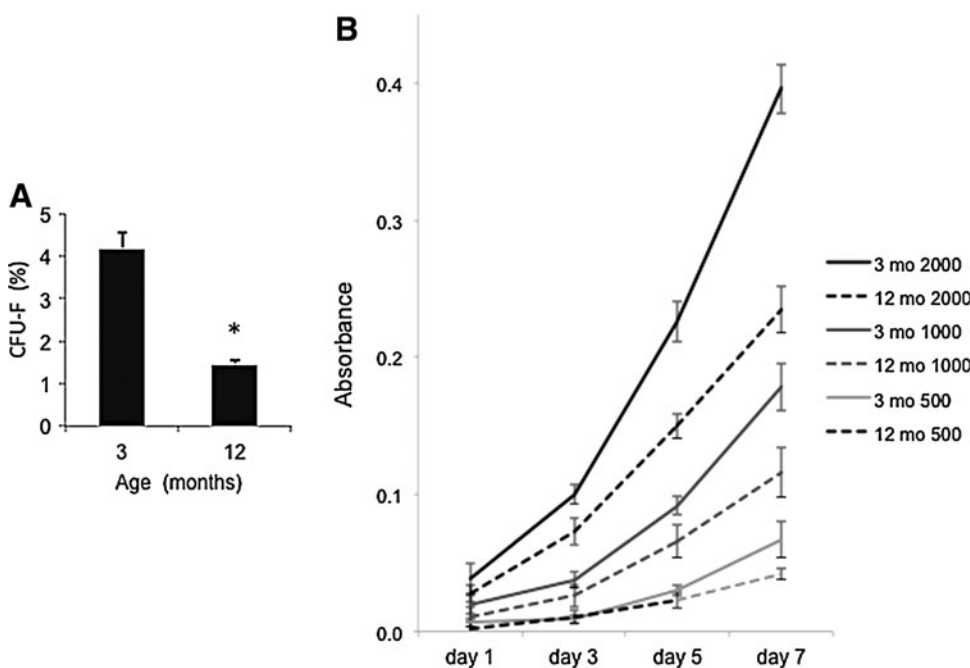 A
CFU-F (%)
5
4
3
2
1
0
*
3 12
Age (months)
B
Absorbance
0.4
0.3
0.2
0.1
0.0
day 1 day 3 day 5 day 7
3 mo 2000
12 mo 2000
3 mo 1000
12 mo 1000
3 mo 500
12 mo 500